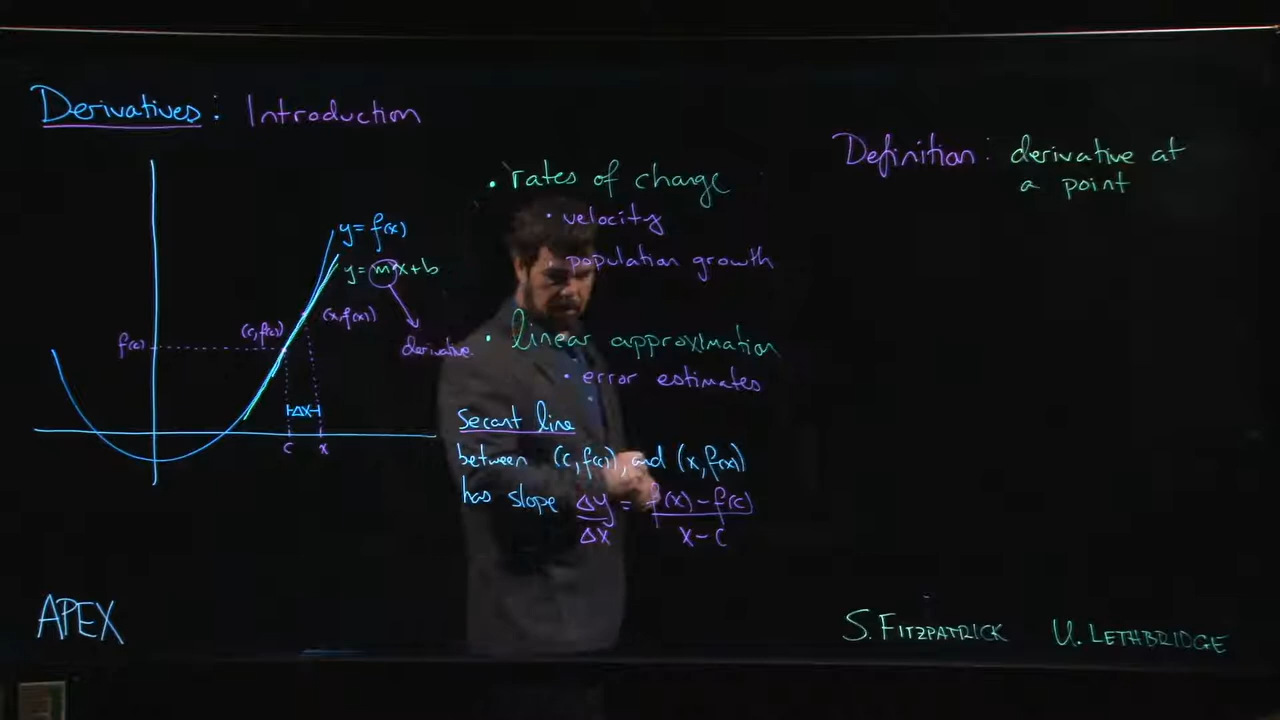 Derivatives: Introduction
y = f(x)
y = m·x+b
(x, f(x))
(c, f(c))
f(c)
derivative
Δx
c x
APEX
• rates of change
• velocity
• population growth
• linear approximation
• error estimates
Secant line
between (c, f(c)), and (x, f(x))
has slope Δy/Δx = f(x) - f(c)/x - c
Definition: derivative at
a point
S. FITZPATRICK U. LETHBRIDGE